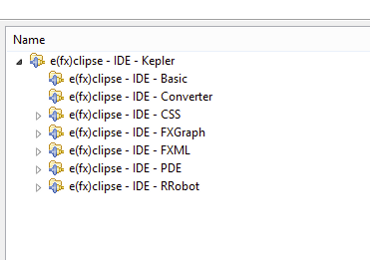 Name
e(fx)clipse - IDE - Kepler
e(fx)clipse - IDE - Basic
e(fx)clipse - IDE - Converter
e(fx)clipse - IDE - CSS
e(fx)clipse - IDE - FXGraph
e(fx)clipse - IDE - FXML
e(fx)clipse - IDE - PDE
e(fx)clipse - IDE - RRobot